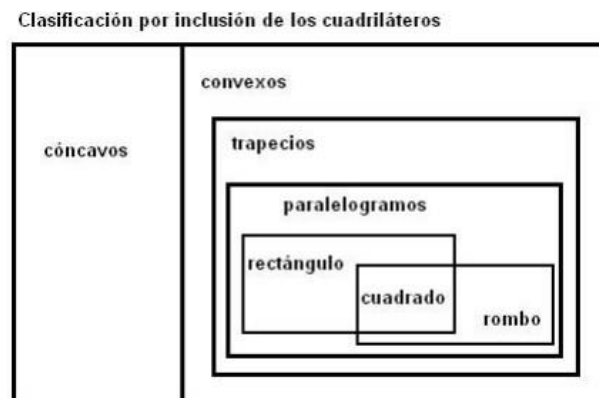 Clasificación por inclusión de los cuadriláteros
convexos
cóncavos
trapecios
paralelogramos
rectángulo
cuadrado
rombo